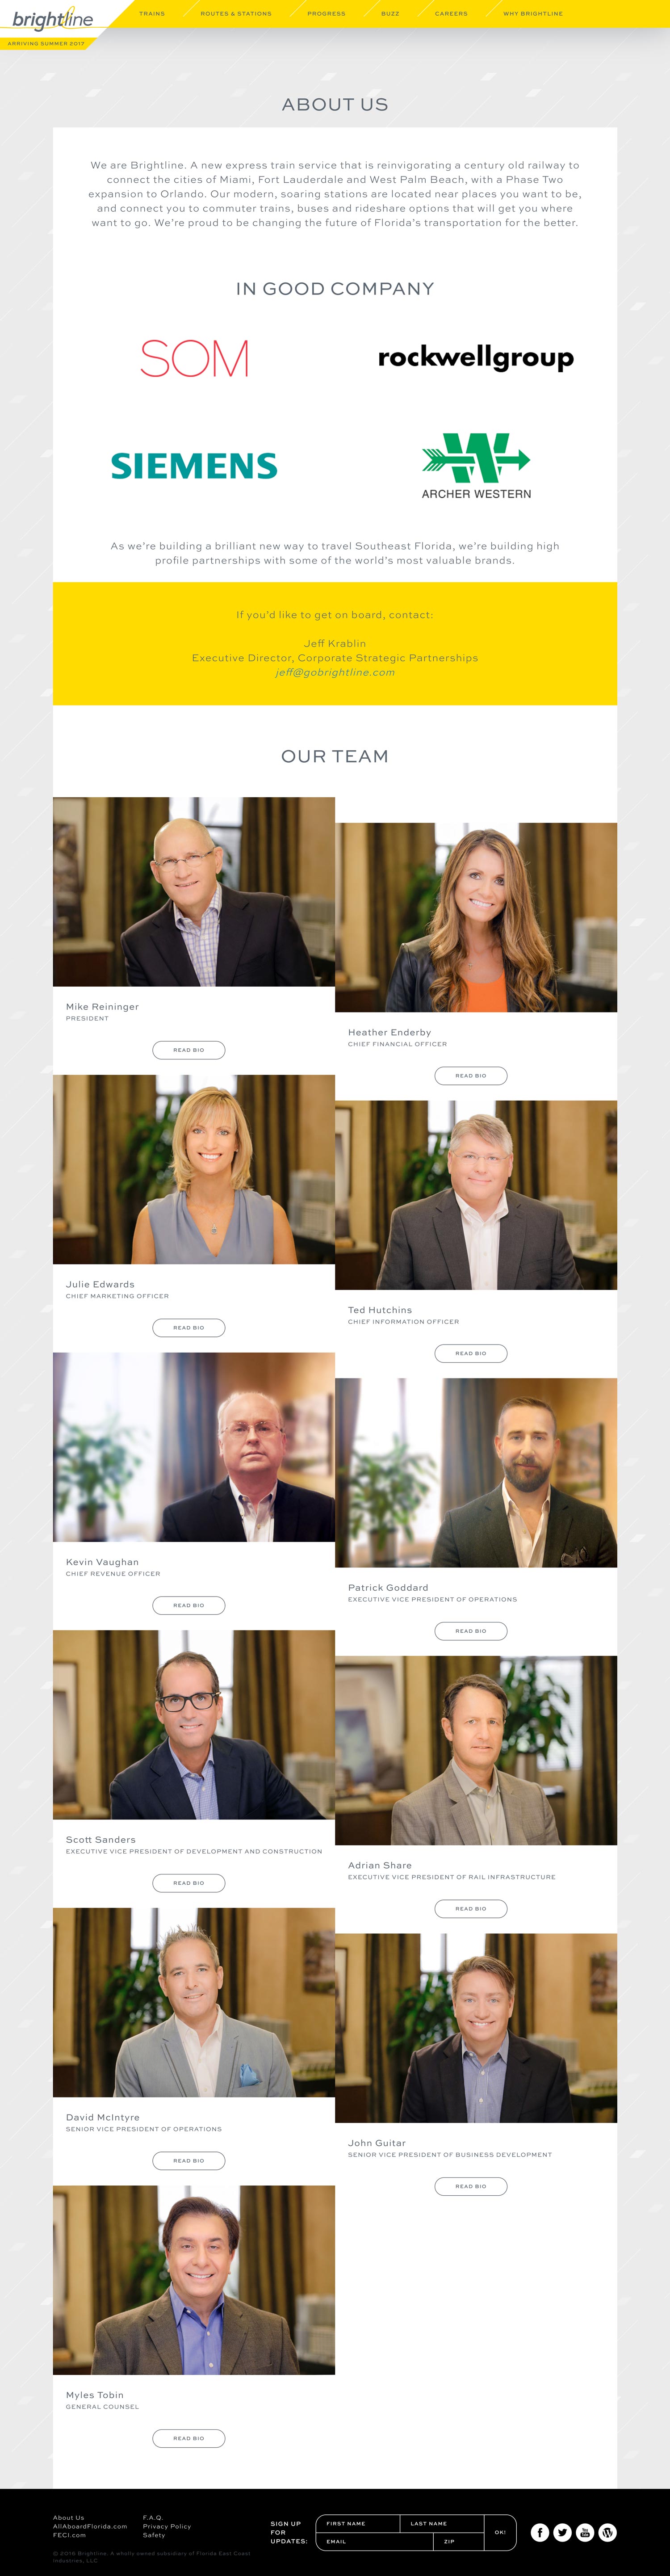 brightline
ARRIVING SUMMER 2017
TRAINS
ROUTES & STATIONS
PROGRESS
BUZZ
CAREERS
WHY BRIGHTLINE
ABOUT US
We are Brightline. A new express train service that is reinvigorating a century old railway to
connect the cities of Miami, Fort Lauderdale and West Palm Beach, with a Phase Two
expansion to Orlando. Our modern, soaring stations are located near places you want to be,
and connect you to commuter trains, buses and rideshare options that will get you where
want to go. We're proud to be changing the future of Florida's transportation for the better.
IN GOOD COMPANY
SOM
rockwellgroup
SIEMENS
ARCHER WESTERN
As we're building a brilliant new way to travel Southeast Florida, we're building high
profile partnerships with some of the world's most valuable brands.
If you'd like to get on board, contact:
Jeff Krablin
Executive Director, Corporate Strategic Partnerships
jeff@gobrightline.com
OUR TEAM
Mike Reininger
PRESIDENT
READ BIO
Heather Enderby
CHIEF FINANCIAL OFFICER
READ BIO
Julie Edwards
CHIEF MARKETING OFFICER
READ BIO
Ted Hutchins
CHIEF INFORMATION OFFICER
READ BIO
Kevin Vaughan
CHIEF REVENUE OFFICER
READ BIO
Patrick Goddard
EXECUTIVE VICE PRESIDENT OF OPERATIONS
READ BIO
Scott Sanders
EXECUTIVE VICE PRESIDENT OF DEVELOPMENT AND CONSTRUCTION
READ BIO
Adrian Share
EXECUTIVE VICE PRESIDENT OF RAIL INFRASTRUCTURE
READ BIO
David McIntyre
SENIOR VICE PRESIDENT OF OPERATIONS
READ BIO
John Guitar
SENIOR VICE PRESIDENT OF BUSINESS DEVELOPMENT
READ BIO
Myles Tobin
GENERAL COUNSEL
READ BIO
About Us
AllAboardFlorida.com
FECI.com
F.A.Q.
Privacy Policy
Safety
SIGN UP
FOR
UPDATES:
FIRST NAME
LAST NAME
EMAIL
ZIP
OK!
© 2016 Brightline. A wholly owned subsidiary of Florida East Coast
Industries, LLC